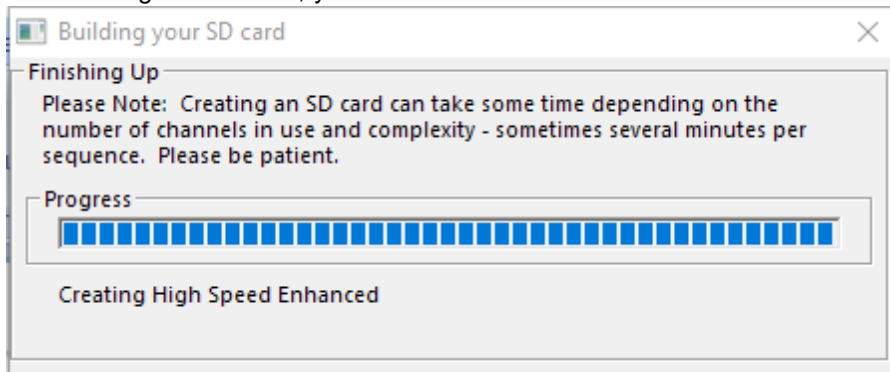 Building your SD card
Finishing Up
Please Note:  Creating an SD card can take some time depending on the
number of channels in use and complexity - sometimes several minutes per
sequence.  Please be patient.
Progress
Creating High Speed Enhanced